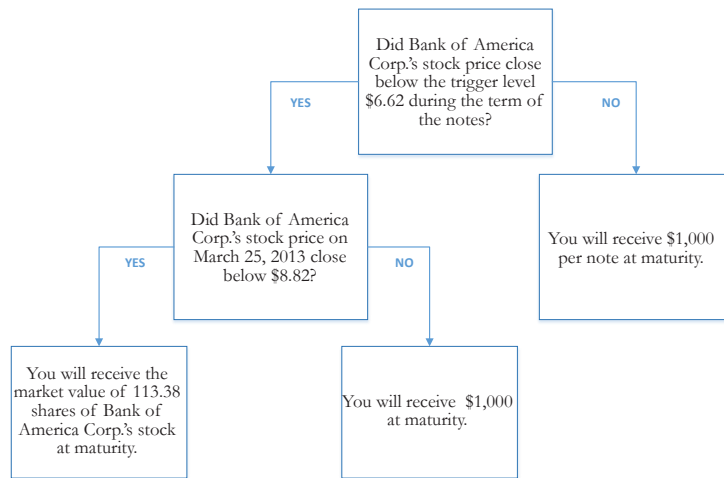 Did Bank of America
Corp.'s stock price close
below the trigger level
$6.62 during the term of
the notes?
YES
NO
Did Bank of America
Corp.'s stock price on
March 25, 2013 close
below $8.82?
You will receive $1,000
per note at maturity.
YES
NO
You will receive the
market value of 113.38
shares of Bank of
America Corp.'s stock
at maturity.
You will receive $1,000
at maturity.